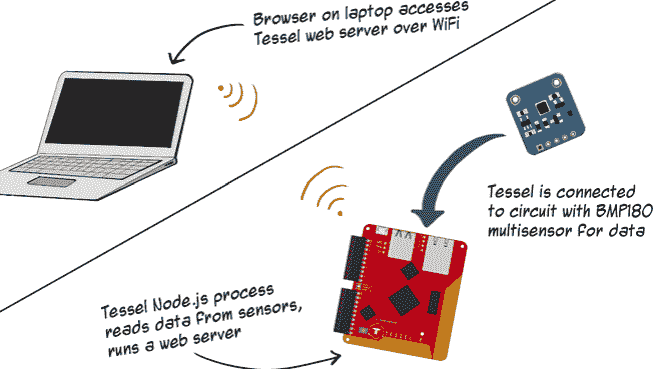 Browser on laptop accesses
Tessel web server over WiFi
Tessel is connected
to circuit with BMP180
multisensor for data
Tessel Node.js process
reads data from sensors,
runs a web server